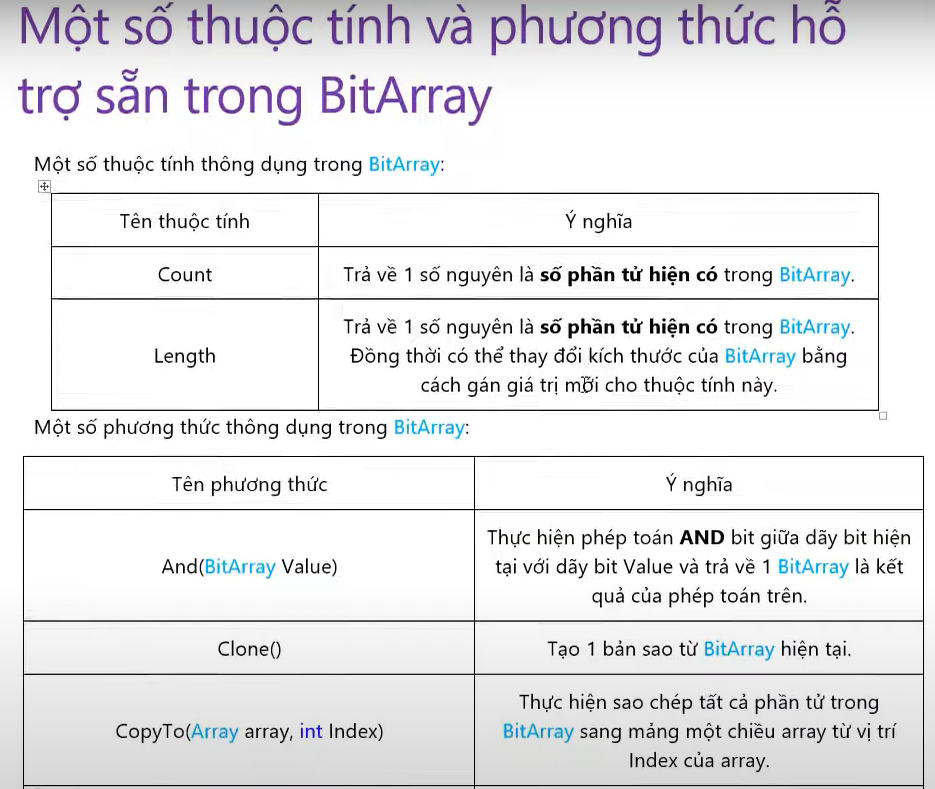 Một số thuộc tính và phương thức hỗ
trợ sẵn trong BitArray
Một số thuộc tính thông dụng trong BitArray:
Tên thuộc tính
Ý nghĩa
Count
Trả về 1 số nguyên là số phần tử hiện có trong BitArray.
Length
Trả về 1 số nguyên là số phần tử hiện có trong BitArray.
Đồng thời có thể thay đổi kích thước của BitArray bằng
cách gán giá trị mới cho thuộc tính này.
Một số phương thức thông dụng trong BitArray:
Tên phương thức
Ý nghĩa
And(BitArray Value)
Thực hiện phép toán AND bit giữa dãy bit hiện
tại với dãy bit Value và trả về 1 BitArray là kết
quả của phép toán trên.
Clone()
Tạo 1 bản sao từ BitArray hiện tại.
CopyTo(Array array, int Index)
Thực hiện sao chép tất cả phần tử trong
BitArray sang mảng một chiều array từ vị trí
Index của array.